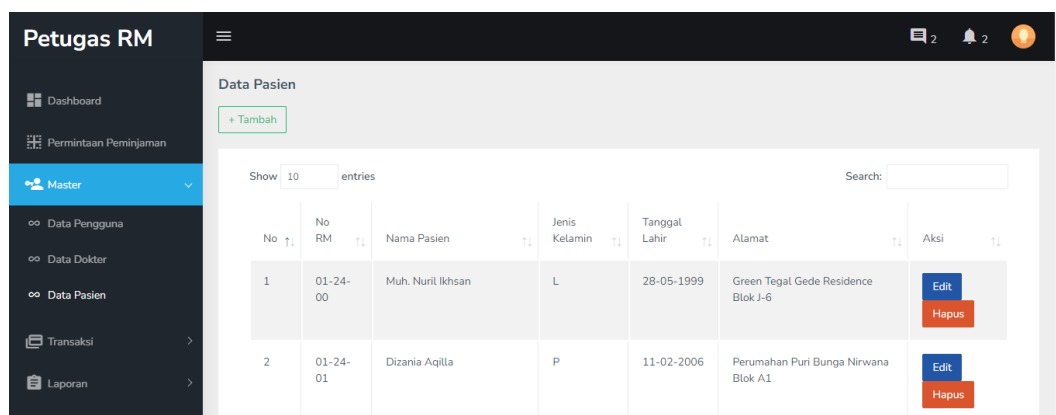 Petugas RM
2
2
Dashboard
Permintaan Peminjaman
Master
Data Pengguna
Data Dokter
Data Pasien
Transaksi
Laporan
Data Pasien
+ Tambah
Show 10 entries
Search:
No
No RM
Nama Pasien
Jenis Kelamin
Tanggal Lahir
Alamat
Aksi
1
01-24-
00
Muh. Nuril Ikhsan
L
28-05-1999
Green Tegal Gede Residence
Blok J-6
Edit
Hapus
2
01-24-
01
Dizania Aqilla
P
11-02-2006
Perumahan Puri Bunga Nirwana
Blok A1
Edit
Hapus